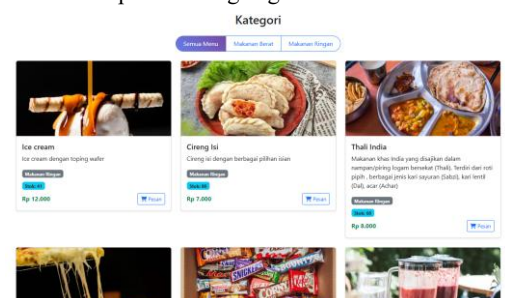 Kategori
Semua Menu Makanan Berat Makanan Ringan
Ice cream
Ice cream dengan toping wafer
Makanan Ringan
Rp 12.000 Pesan
Cireng Isi
Cireng isi dengan berbagai pilihan isian
Makanan Ringan
Rp 7.000 Pesan
Thali India
Makanan khas India yang disajikan dalam
nampan/piring logam bersekat (Thali). Terdiri dari roti
pipih , berbagai jenis kari sayuran (Sabzi), kari lentil
(Dal), acar (Achar)
Makanan Ringan
Rp 8.000 Pesan
SNICKERS